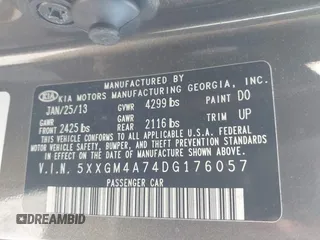 MANUFACTURED BY
KIA KIA MOTORS MANUFACTURING GEORGIA, INC.
JAN/25/13 GVWR 4299 lbs PAINT D0
GAWR FRONT 2425 lbs GAWR REAR 2116 lbs TRIM UP
THIS VEHICLE CONFORMS TO ALL APPLICABLE FEDERAL
MOTOR VEHICLE SAFETY, BUMPER, AND THEFT PREVENTION
STANDARDS IN EFFECT ON THE DATE OF MANUFACTURE
SHOWN ABOVE.
V.I.N. 5XXGM4A74DG176057
PASSENGER CAR
DREAMBID